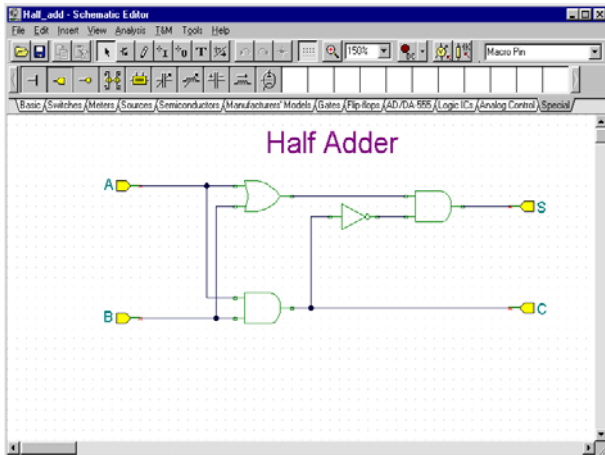 Half_add - Schematic Editor
File Edit Insert View Analysis T&M Tools Help
T 150% DC Macro Pin
Basic Switches Meters Sources Semiconductors Manufacturers' Models Gates Flip-flops AD/DA-555 Logic ICs Analog Control Special
Half Adder
A
S
B
C